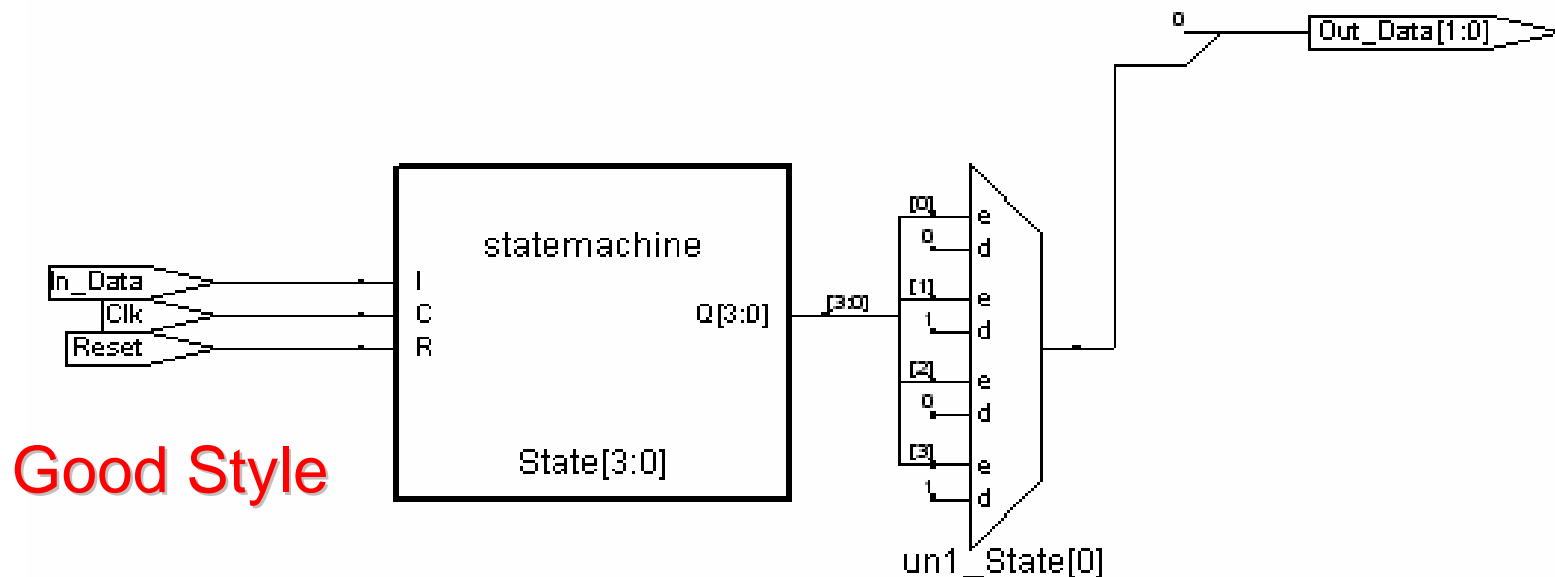 0
Out_Data[1:0]
statemachine
In_Data
Clk
Reset
I
C
R
Q[3:0]
[3:0]
State[3:0]
[0]
e
0
d
[1]
e
1
d
[2]
e
0
d
[3]
e
1
d
un1_State[0]
Good Style